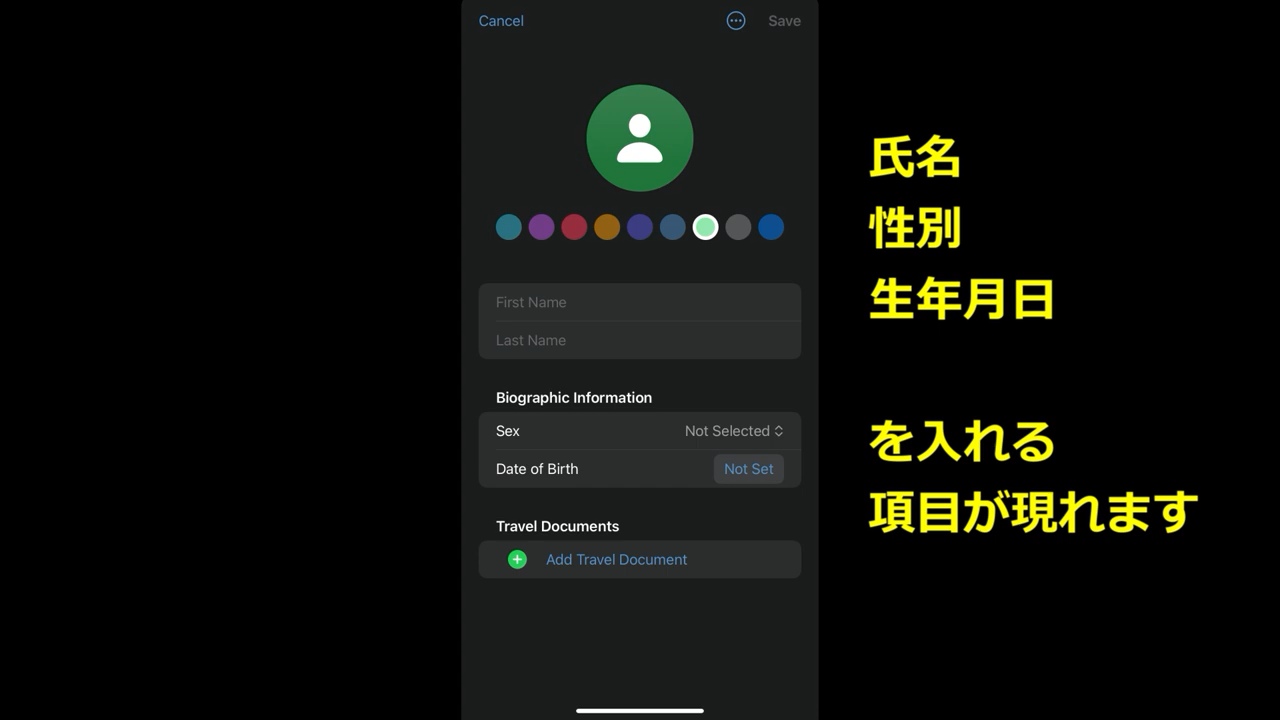 Cancel
Save
First Name
Last Name
Biographic Information
Sex
Not Selected
Date of Birth
Not Set
Travel Documents
Add Travel Document
氏名
性別
生年月日
を入れる
項目が現れます